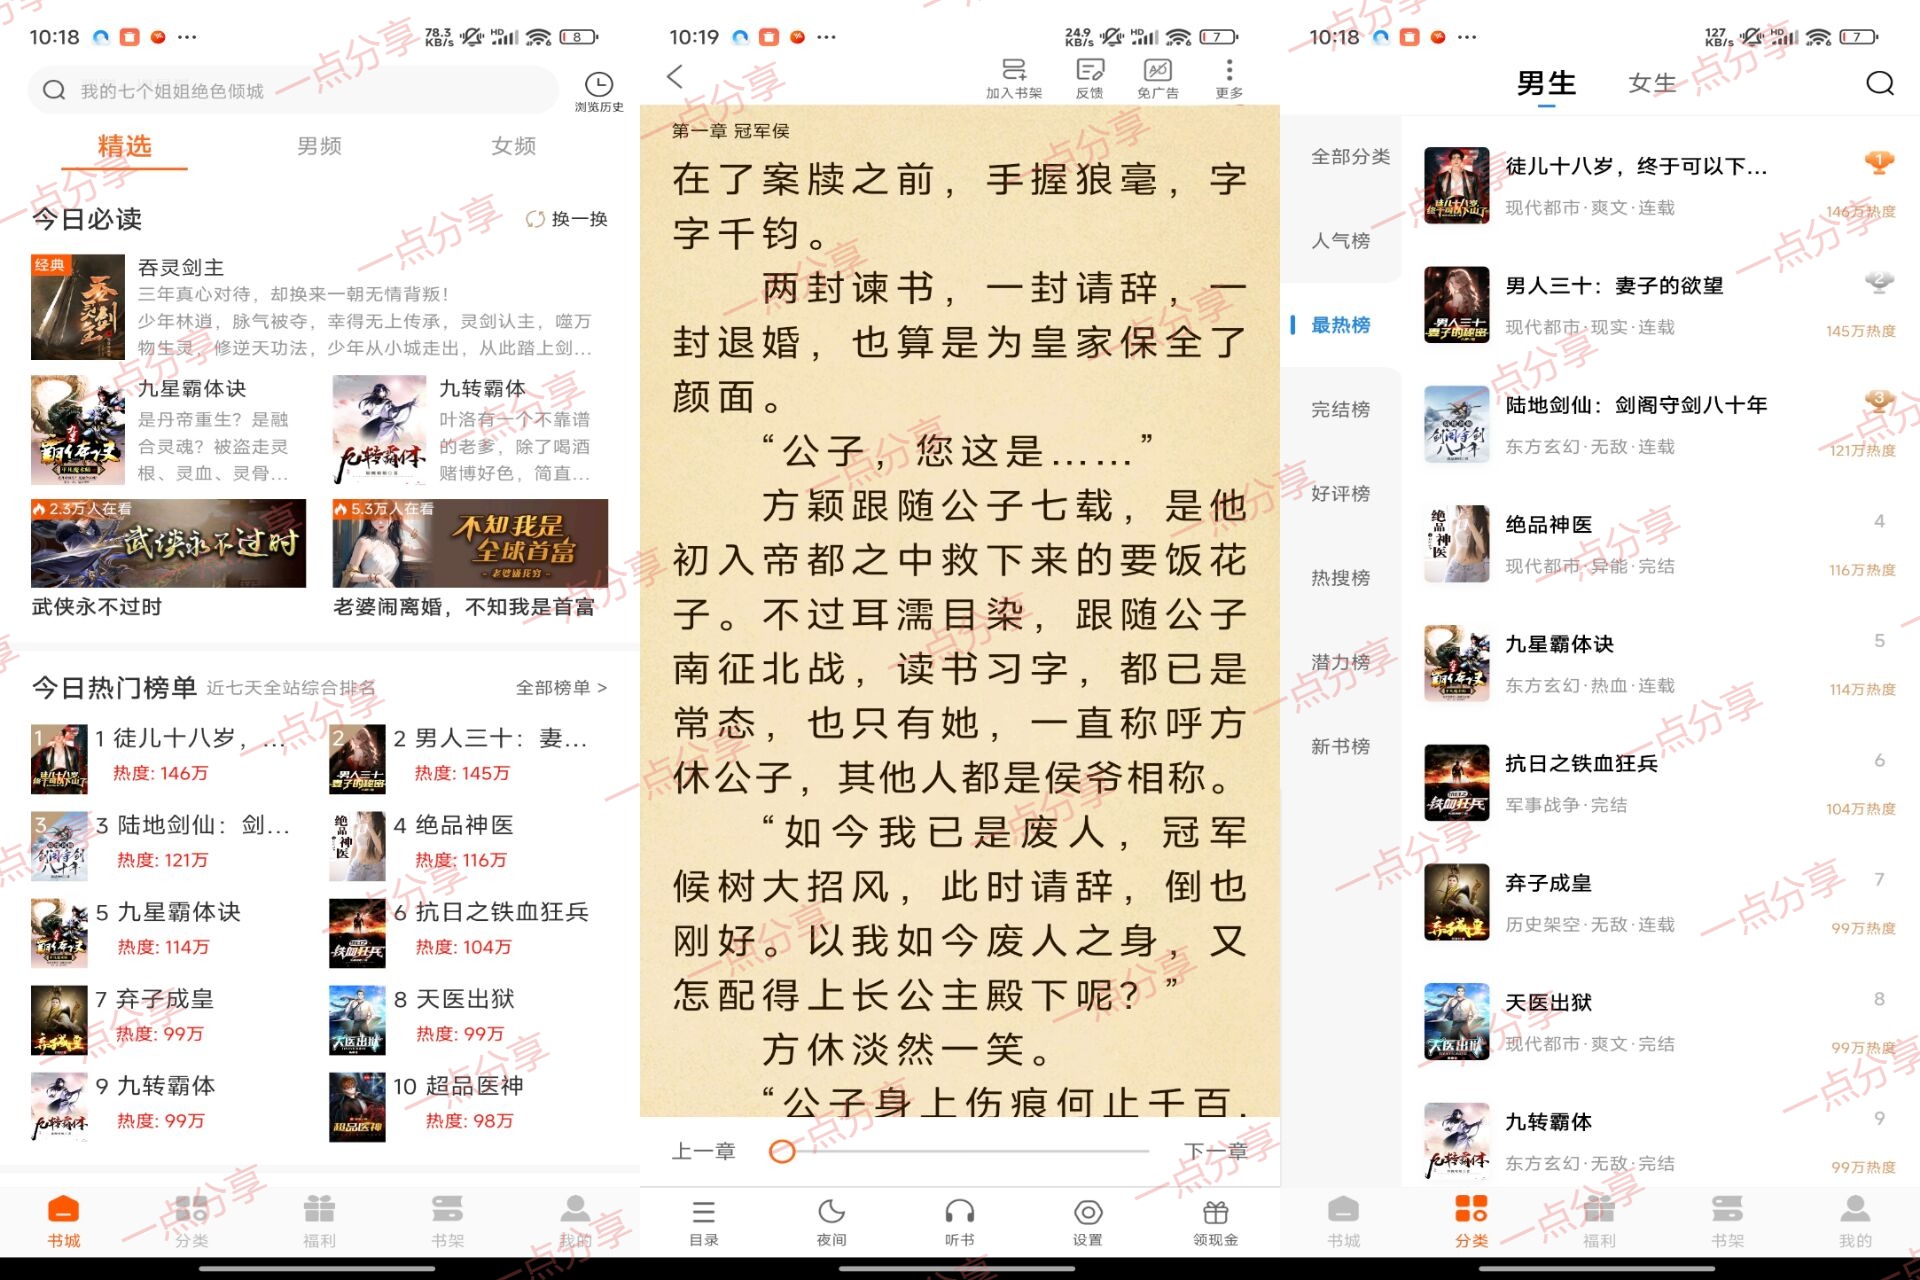 10:18
78.3 KB/s
HD
8
我的七个姐姐绝色倾城
浏览历史
精选
男频
女频
今日必读
换一换
经典
吞灵剑主
吞灵剑主
三年真心对待，却换来一朝无情背叛！
少年林逍，脉气被夺，幸得无上传承，灵剑认主，噬万
物生灵，修逆天功法，少年从小城走出，从此踏上剑...
九星霸体诀
是丹帝重生？是融
合灵魂？被盗走灵
根、灵血、灵骨...
九转霸体
叶洛有一个不靠谱
的老爹，除了喝酒
赌博好色，简直...
2.3万人在看
武侠永不过时
武侠永不过时
5.3万人在看
不知我是
全球首富
-老婆嫌我穷-
老婆闹离婚，不知我是首富
今日热门榜单 近七天全站综合排名
全部榜单 >
1 徒儿十八岁，...
热度: 146万
2 男人三十：妻...
热度: 145万
3 陆地剑仙：剑...
热度: 121万
4 绝品神医
热度: 116万
5 九星霸体诀
热度: 114万
6 抗日之铁血狂兵
热度: 104万
7 弃子成皇
热度: 99万
8 天医出狱
热度: 99万
9 九转霸体
热度: 99万
10 超品医神
热度: 98万
书城
分类
福利
书架
我的
10:19
24.9 KB/s
HD
7
加入书架
反馈
免广告
更多
第一章 冠军侯
在了案牍之前，手握狼毫，字
字千钧。
两封谏书，一封请辞，一
封退婚，也算是为皇家保全了
颜面。
“公子，您这是……”
方颖跟随公子七载，是他
初入帝都之中救下来的要饭花
子。不过耳濡目染，跟随公子
南征北战，读书习字，都已是
常态，也只有她，一直称呼方
休公子，其他人都是侯爷相称。
“如今我已是废人，冠军
候树大招风，此时请辞，倒也
刚好。以我如今废人之身，又
怎配得上长公主殿下呢？”
方休淡然一笑。
“公子身上伤痕何止千百，
上一章
下一章
目录
夜间
听书
设置
领现金
10:18
127 KB/s
HD
7
男生
女生
全部分类
人气榜
最热榜
完结榜
好评榜
热搜榜
潜力榜
新书榜
徒儿十八岁，终于可以下...
现代都市·爽文·连载
1
146万热度
男人三十：妻子的欲望
现代都市·现实·连载
2
145万热度
陆地剑仙：剑阁守剑八十年
东方玄幻·无敌·连载
3
121万热度
绝品神医
现代都市·异能·完结
4
116万热度
九星霸体诀
东方玄幻·热血·连载
5
114万热度
抗日之铁血狂兵
军事战争·完结
6
104万热度
弃子成皇
历史架空·无敌·连载
7
99万热度
天医出狱
现代都市·爽文·完结
8
99万热度
九转霸体
东方玄幻·无敌·完结
9
99万热度
书城
分类
福利
书架
我的
一点分享